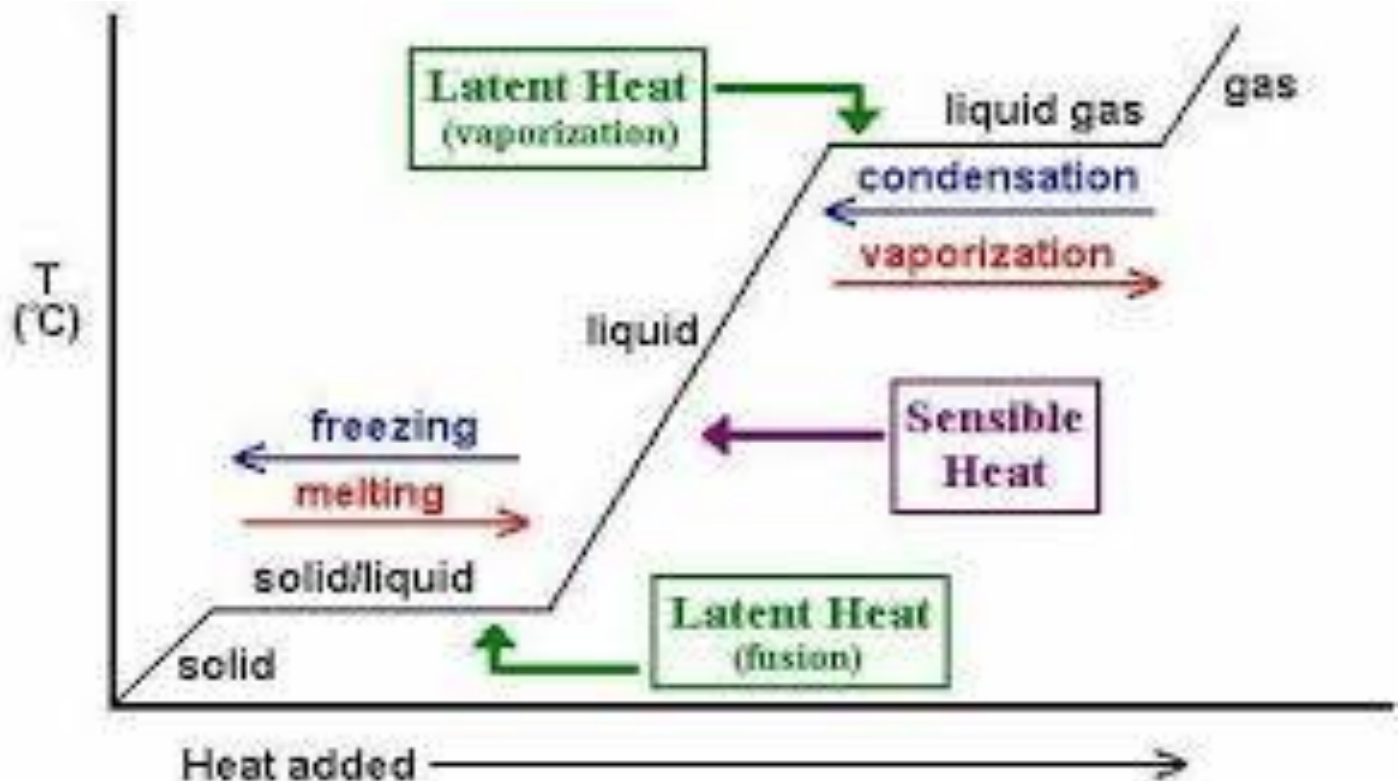 Latent Heat
(vaporization)
liquid gas
gas
condensation
vaporization
T
(°C)
liquid
freezing
melting
Sensible
Heat
solid/liquid
Latent Heat
(fusion)
solid
Heat added